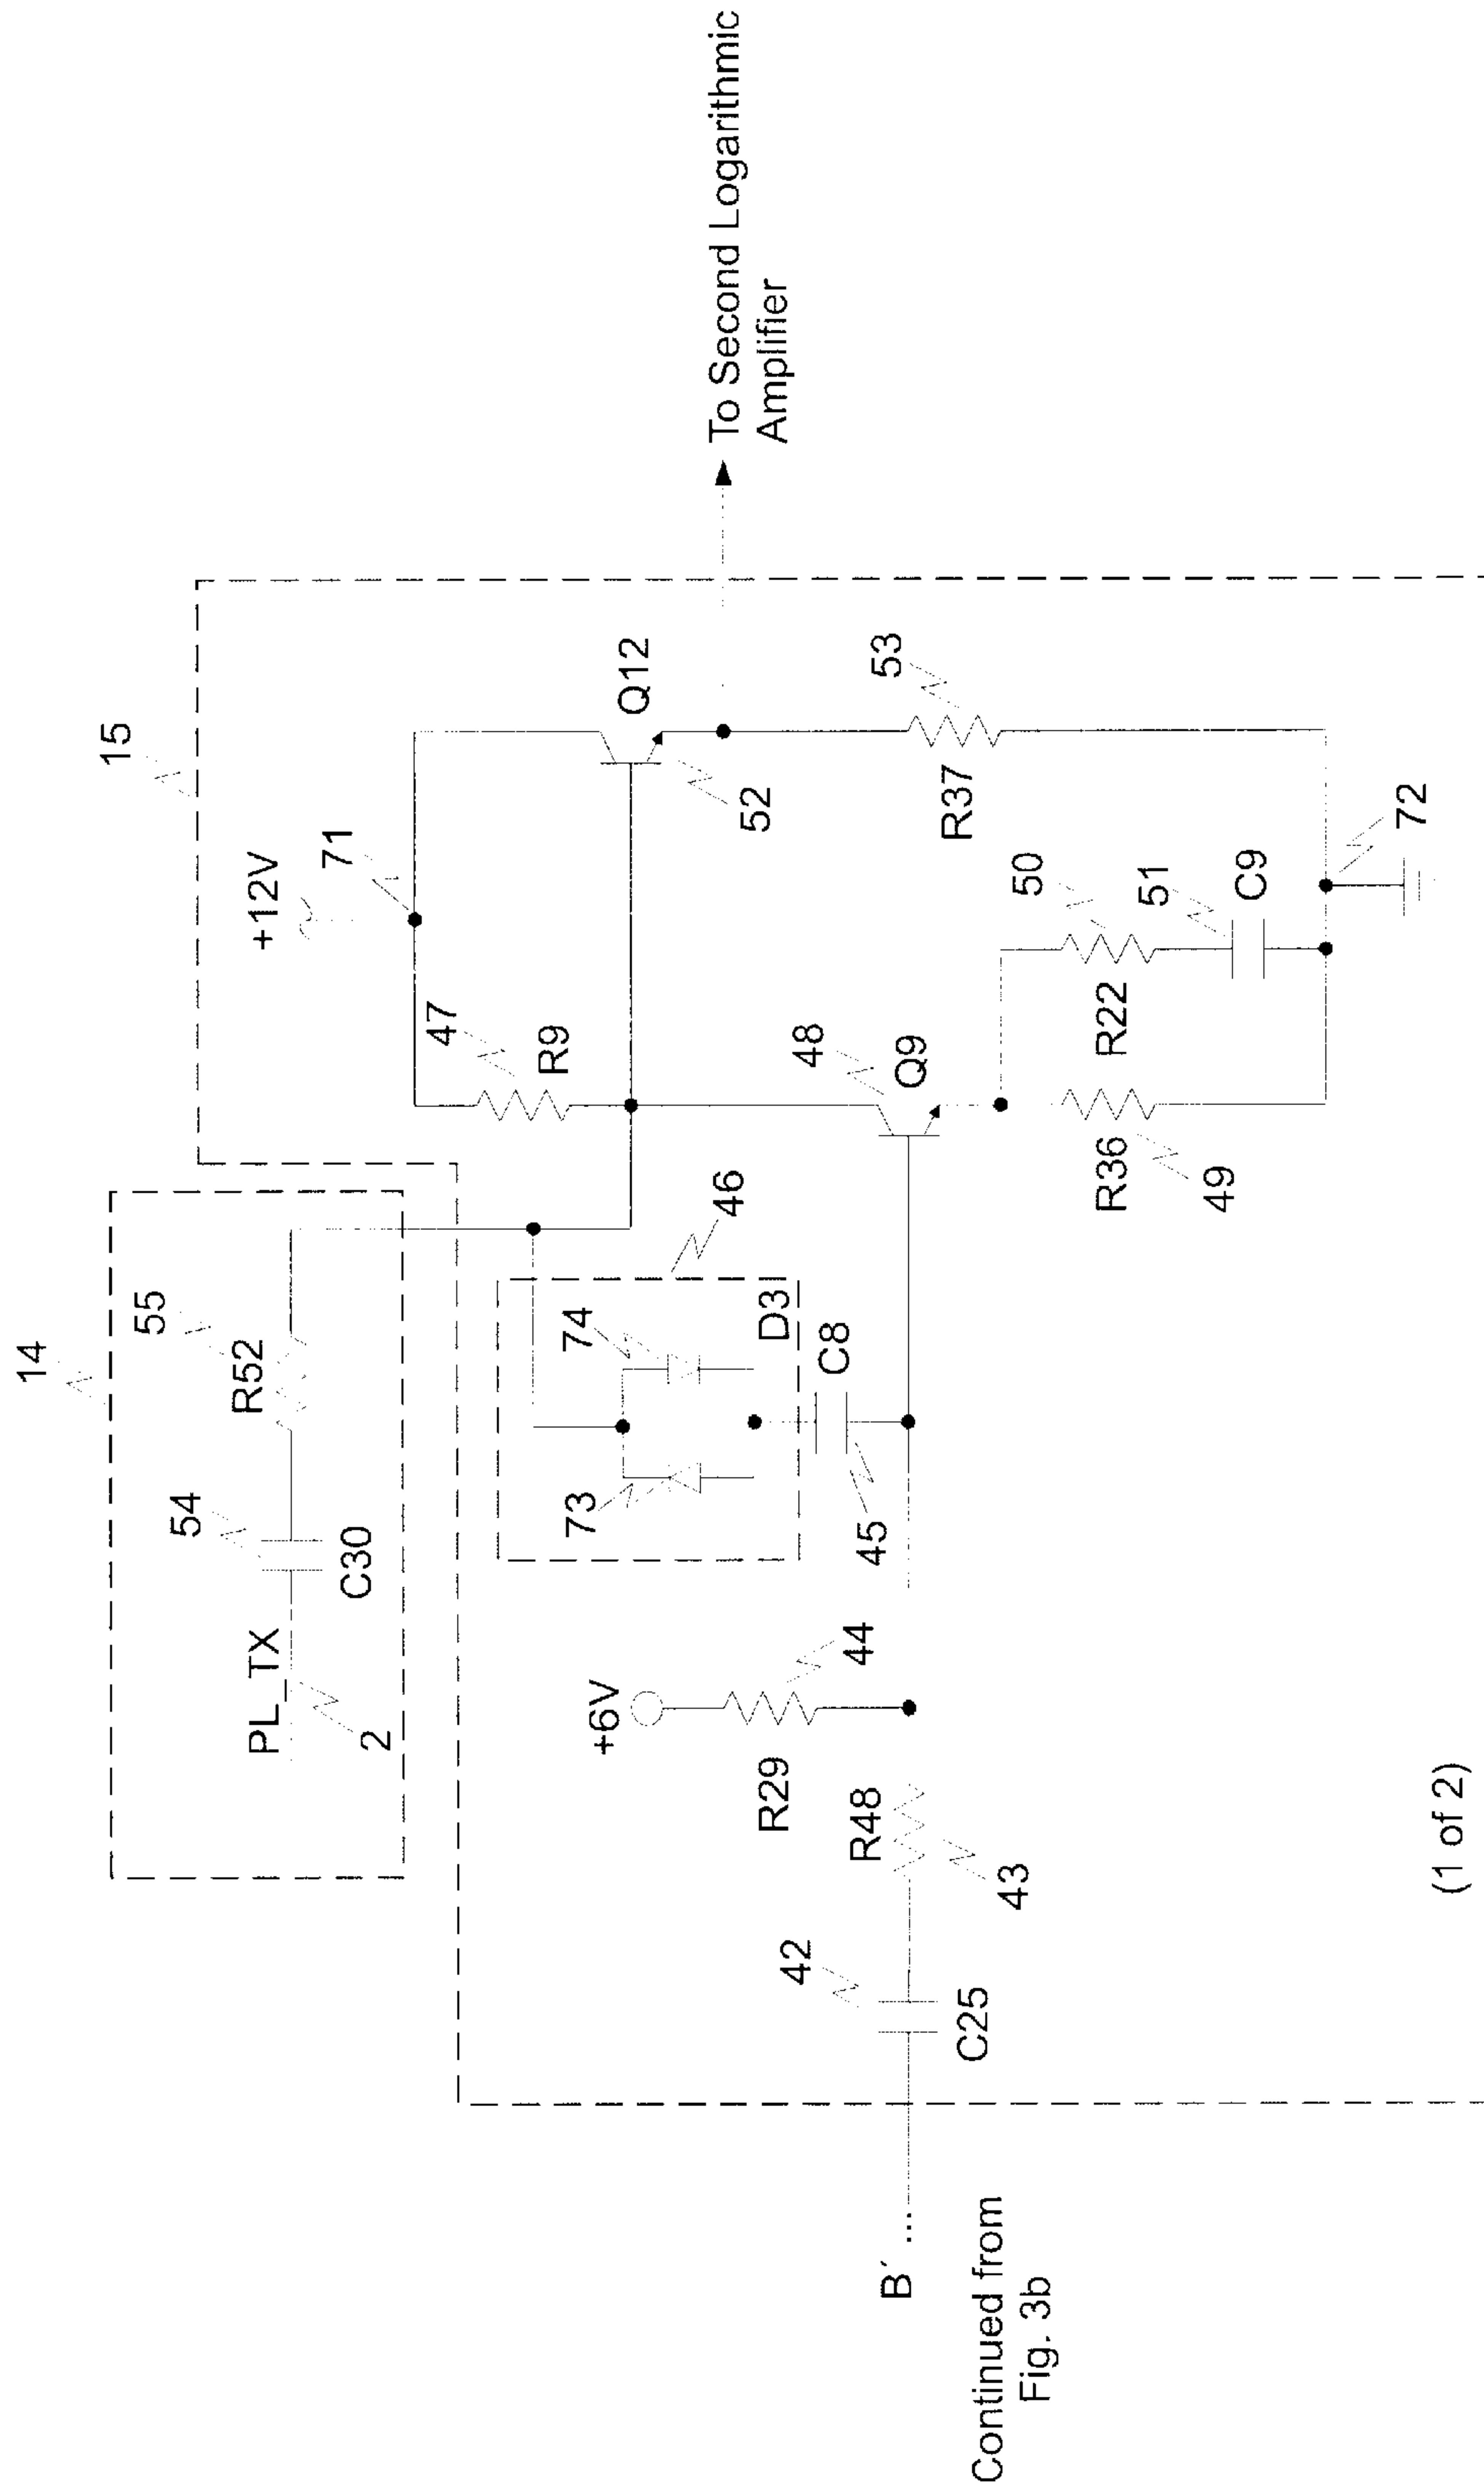 14
54
55
PL_TX
R52
2
C30
15
+12V
71
47
R9
Q12
52
To Second Logarithmic
Amplifier
46
73
74
D3
C8
45
+6V
44
R29
R48
43
42
C25
B´ ...
Continued from
Fig. 3b
48
Q9
R36
49
50
R22
51
C9
53
R37
72
(1 of 2)